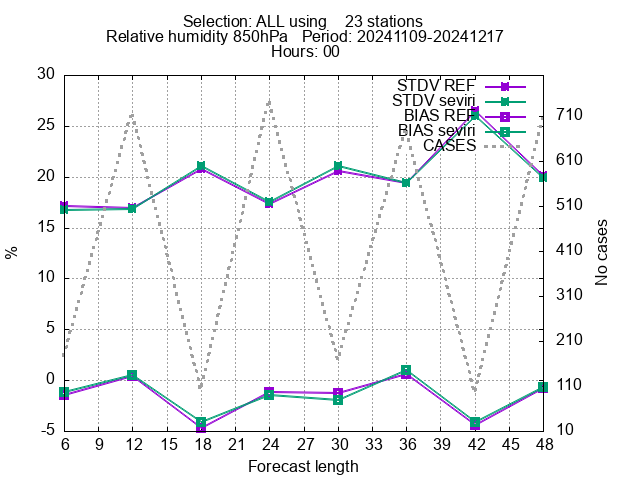 Selection: ALL using    23 stations
Relative humidity 850hPa   Period: 20241109-20241217
Hours: 00
STDV REF
STDV seviri
BIAS REF
BIAS seviri
CASES
30
25
20
15
10
5
0
-5
%
710
610
510
410
310
210
110
10
No cases
6 9 12 15 18 21 24 27 30 33 36 39 42 45 48
Forecast length